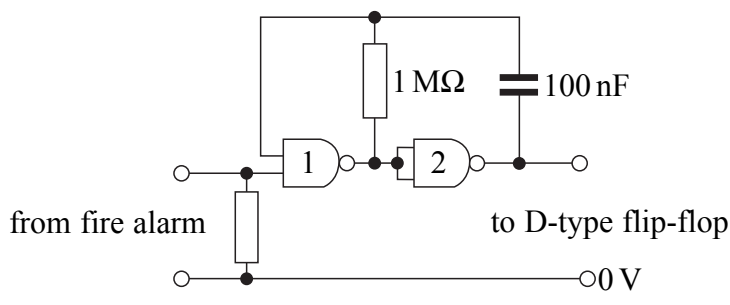 1 MΩ
100 nF
1
2
from fire alarm
to D-type flip-flop
0 V